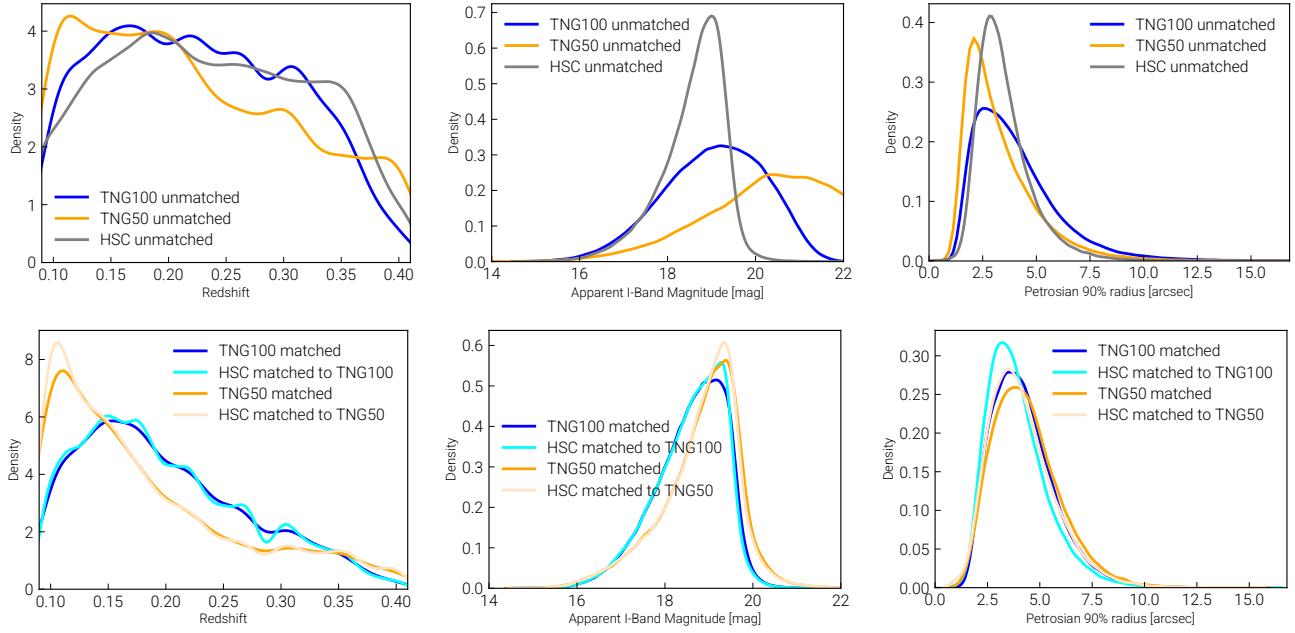 4
3
2
1
0
Density
TNG100 unmatched
TNG50 unmatched
HSC unmatched
0.10 0.15 0.20 0.25 0.30 0.35 0.40
Redshift
0.7
0.6
0.5
0.4
0.3
0.2
0.1
0.0
Density
TNG100 unmatched
TNG50 unmatched
HSC unmatched
14 16 18 20 22
Apparent I-Band Magnitude [mag]
0.4
0.3
0.2
0.1
0.0
Density
TNG100 unmatched
TNG50 unmatched
HSC unmatched
0.0 2.5 5.0 7.5 10.0 12.5 15.0
Petrosian 90% radius [arcsec]
8
6
4
2
0
Density
TNG100 matched
HSC matched to TNG100
TNG50 matched
HSC matched to TNG50
0.10 0.15 0.20 0.25 0.30 0.35 0.40
Redshift
0.6
0.5
0.4
0.3
0.2
0.1
0.0
Density
TNG100 matched
HSC matched to TNG100
TNG50 matched
HSC matched to TNG50
14 16 18 20 22
Apparent I-Band Magnitude [mag]
0.30
0.25
0.20
0.15
0.10
0.05
0.00
Density
TNG100 matched
HSC matched to TNG100
TNG50 matched
HSC matched to TNG50
0.0 2.5 5.0 7.5 10.0 12.5 15.0
Petrosian 90% radius [arcsec]